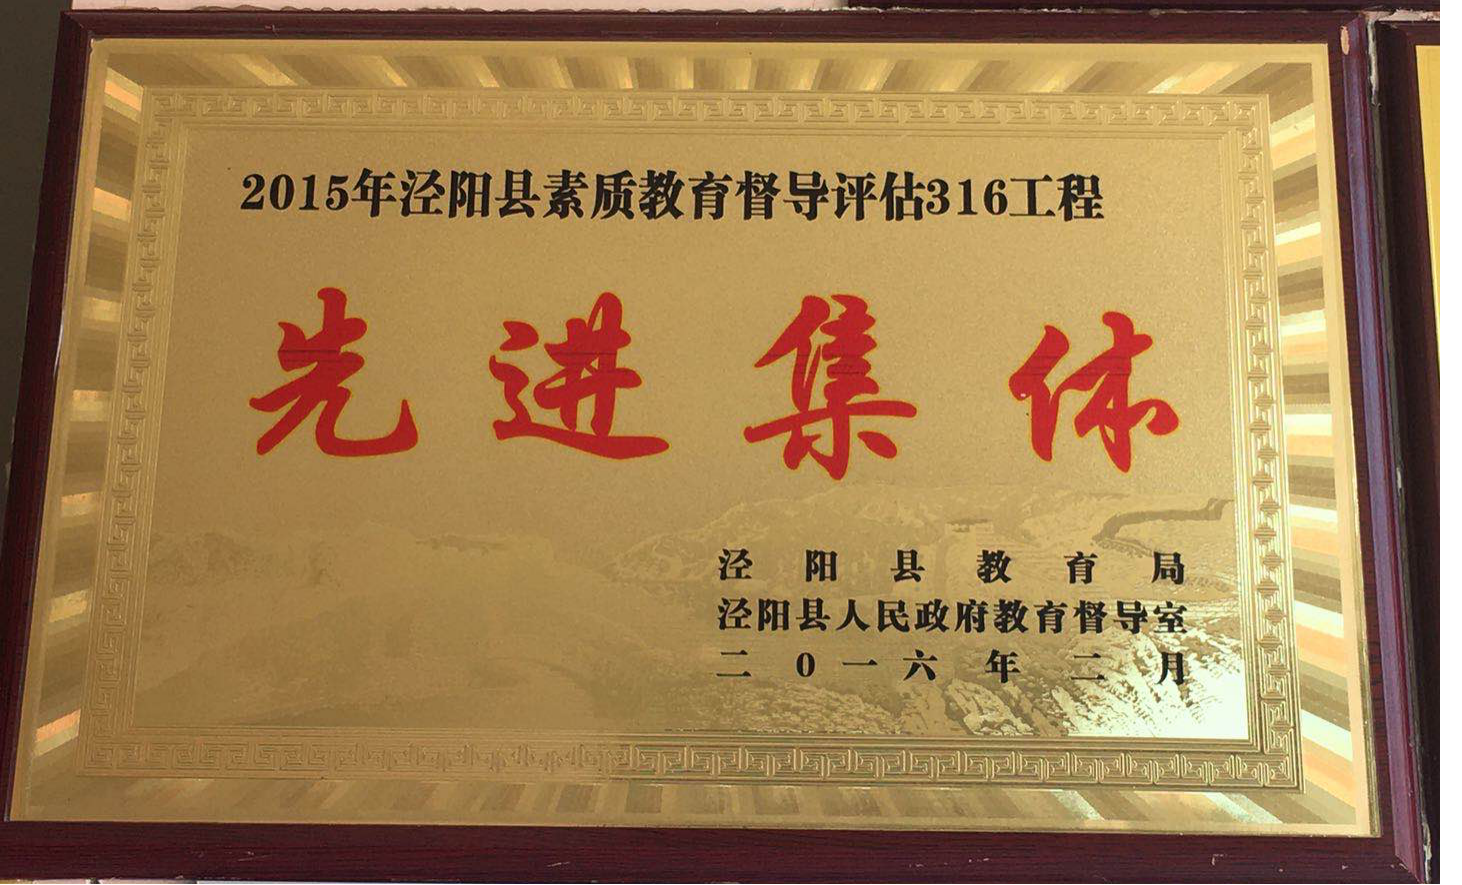 2015年泾阳县素质教育督导评估316工程
先进集体
泾阳县教育局
泾阳县人民政府教育督导室
二0一六年二月